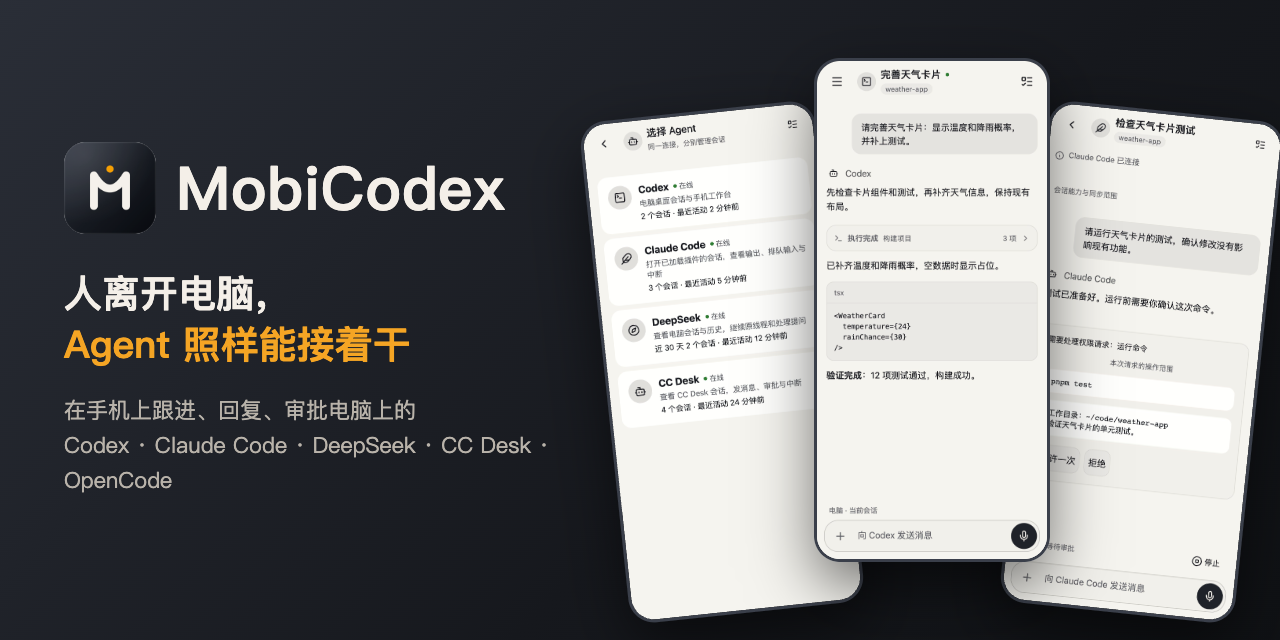 MobiCodex
人离开电脑，
Agent 照样能接着干
在手机上跟进、回复、审批电脑上的
Codex · Claude Code · DeepSeek · CC Desk ·
OpenCode
选择 Agent
同一连接，分别管理会话
Codex • 在线
电脑桌面会话与手机工作台
2 个会话 · 最近活动 2 分钟前
Claude Code • 在线
打开已加载插件的会话，查看输出、排队输入与
中断
3 个会话 · 最近活动 5 分钟前
DeepSeek • 在线
查看电脑会话与历史，继续原线程和处理提问
近 30 天 2 个会话 · 最近活动 12 分钟前
CC Desk • 在线
查看 CC Desk 会话、发消息、审批与中断
4 个会话 · 最近活动 24 分钟前
完善天气卡片
weather-app
请完善天气卡片：显示温度和降雨概率，
并补上测试。
Codex
先检查卡片组件和测试，再补齐天气信息，保持现有
布局。
执行完成 构建项目 3 项
已补齐温度和降雨概率，空数据时显示占位。
tsx
<WeatherCard
temperature={24}
rainChance={30}
/>
验证完成：12 项测试通过，构建成功。
电脑 · 当前会话
向 Codex 发送消息
检查天气卡片测试
weather-app
Claude Code 已连接
会话能力与同步范围
请运行天气卡片的测试，确认修改没有影
响现有功能。
Claude Code
试已准备好。运行前需要你确认这次命令。
需要处理权限请求：运行命令
本次请求的操作范围
pnpm test
工作目录：~/code/weather-app
验证天气卡片的单元测试。
许一次 拒绝
等待审批
停止
向 Claude Code 发送消息